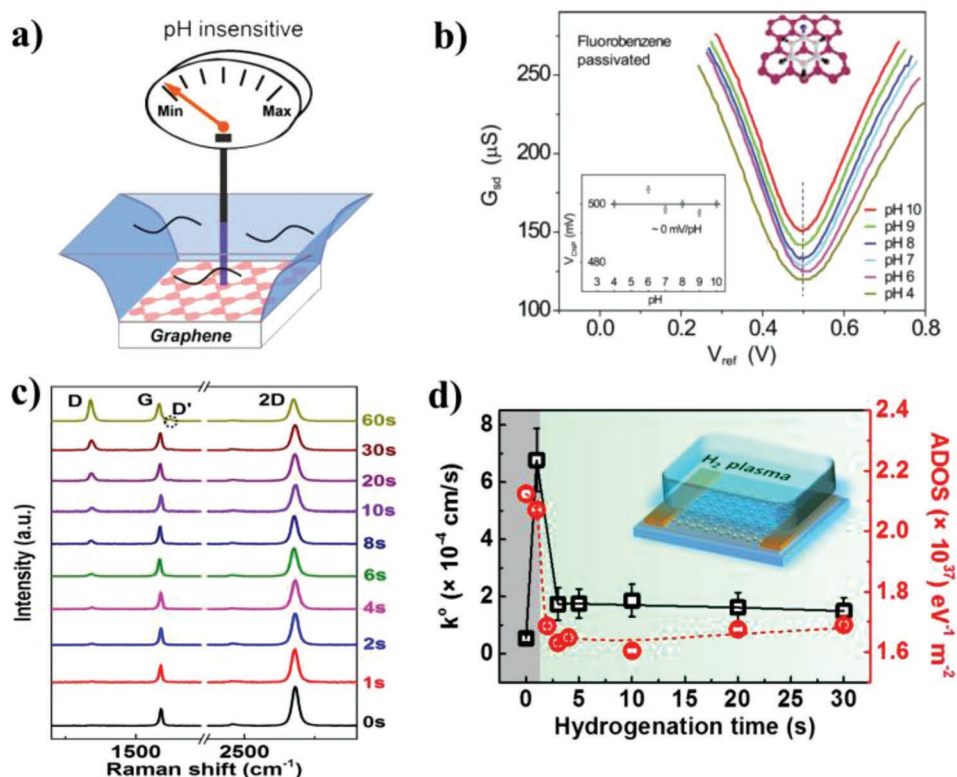 a)
pH insensitive
Min
Max
Graphene
b)
Fluorobenzene
passivated
G_sd (µS)
250
200
150
100
V_CNP (mV)
500
480
~ 0 mV/pH
3 4 5 6 7 8 9 10
pH
pH 10
pH 9
pH 8
pH 7
pH 6
pH 4
0.0 0.2 0.4 0.6 0.8
V_ref (V)
c)
D
G
D'
2D
60s
30s
20s
10s
8s
6s
4s
2s
1s
0s
Intensity (a.u.)
1500 2500
Raman shift (cm⁻¹)
d)
k⁰ (× 10⁻⁴ cm/s)
8
6
4
2
0
H₂ plasma
2.4
2.2
2.0
1.8
1.6
ADOS (× 10³⁷) eV⁻¹ m⁻²
0 5 10 15 20 25 30
Hydrogenation time (s)